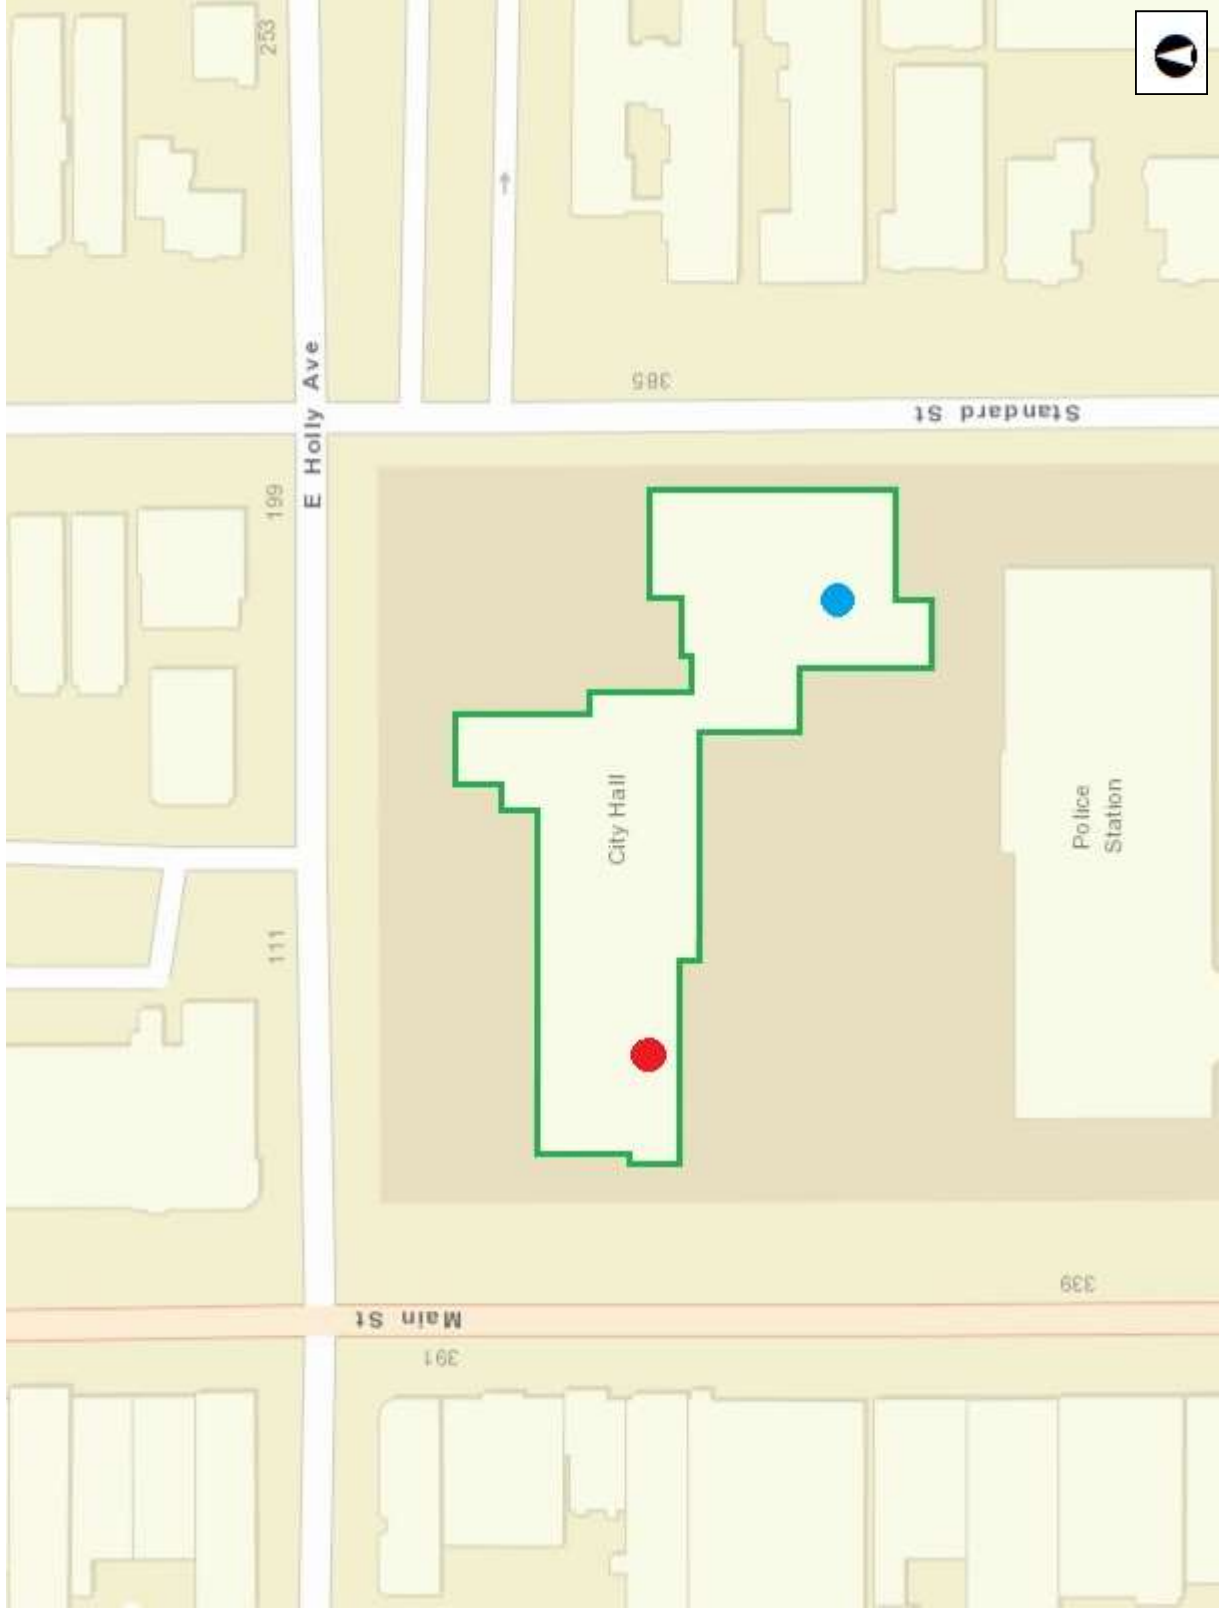 253
E Holly Ave
385
Standard St
199
City Hall
Police
Station
111
339
Main St
391